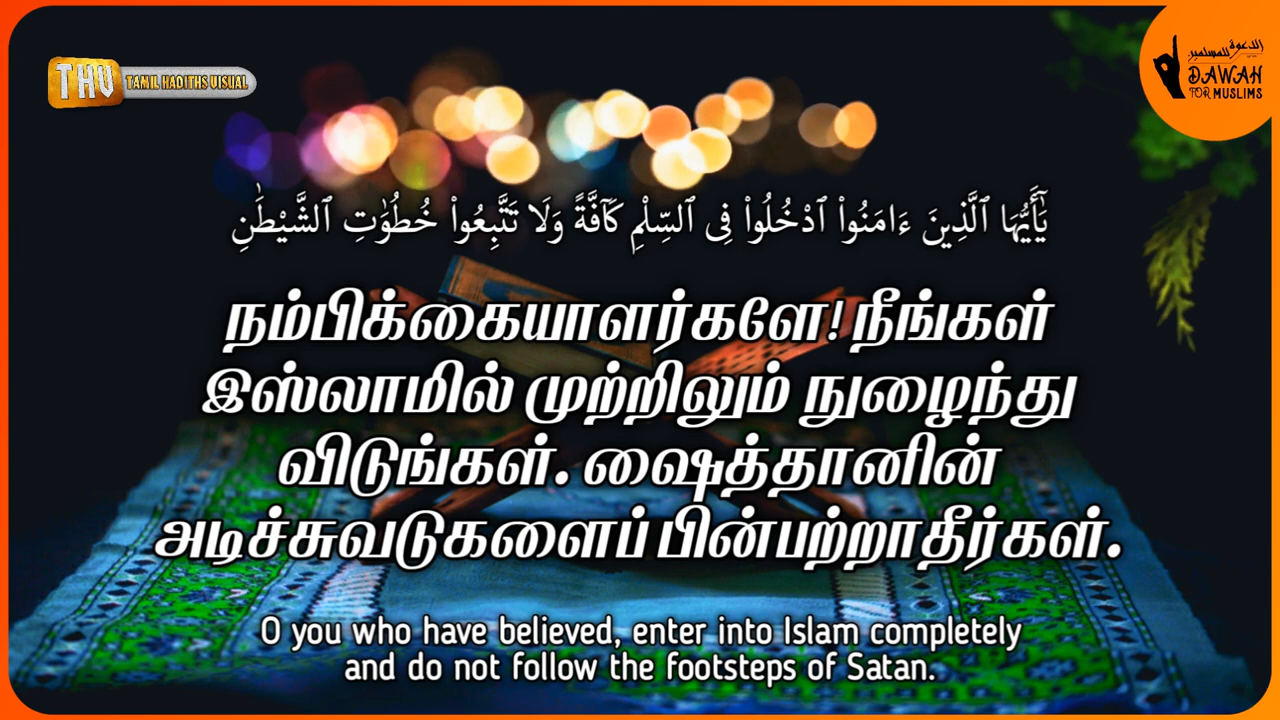 THV TAMIL HADITHS VISUAL
الدعوة للمسلمين
DAWAH
FOR MUSLIMS
يَٰٓأَيُّهَا ٱلَّذِينَ ءَامَنُوا۟ ٱدْخُلُوا۟ فِى ٱلسِّلْمِ كَآفَّةً وَلَا تَتَّبِعُوا۟ خُطُوَٰتِ ٱلشَّيْطَٰنِ
நம்பிக்கையாளர்களே! நீங்கள்
இஸ்லாமில் முற்றிலும் நுழைந்து
விடுங்கள். ஷைத்தானின்
அடிச்சுவடுகளைப் பின்பற்றாதீர்கள்.
O you who have believed, enter into Islam completely
and do not follow the footsteps of Satan.